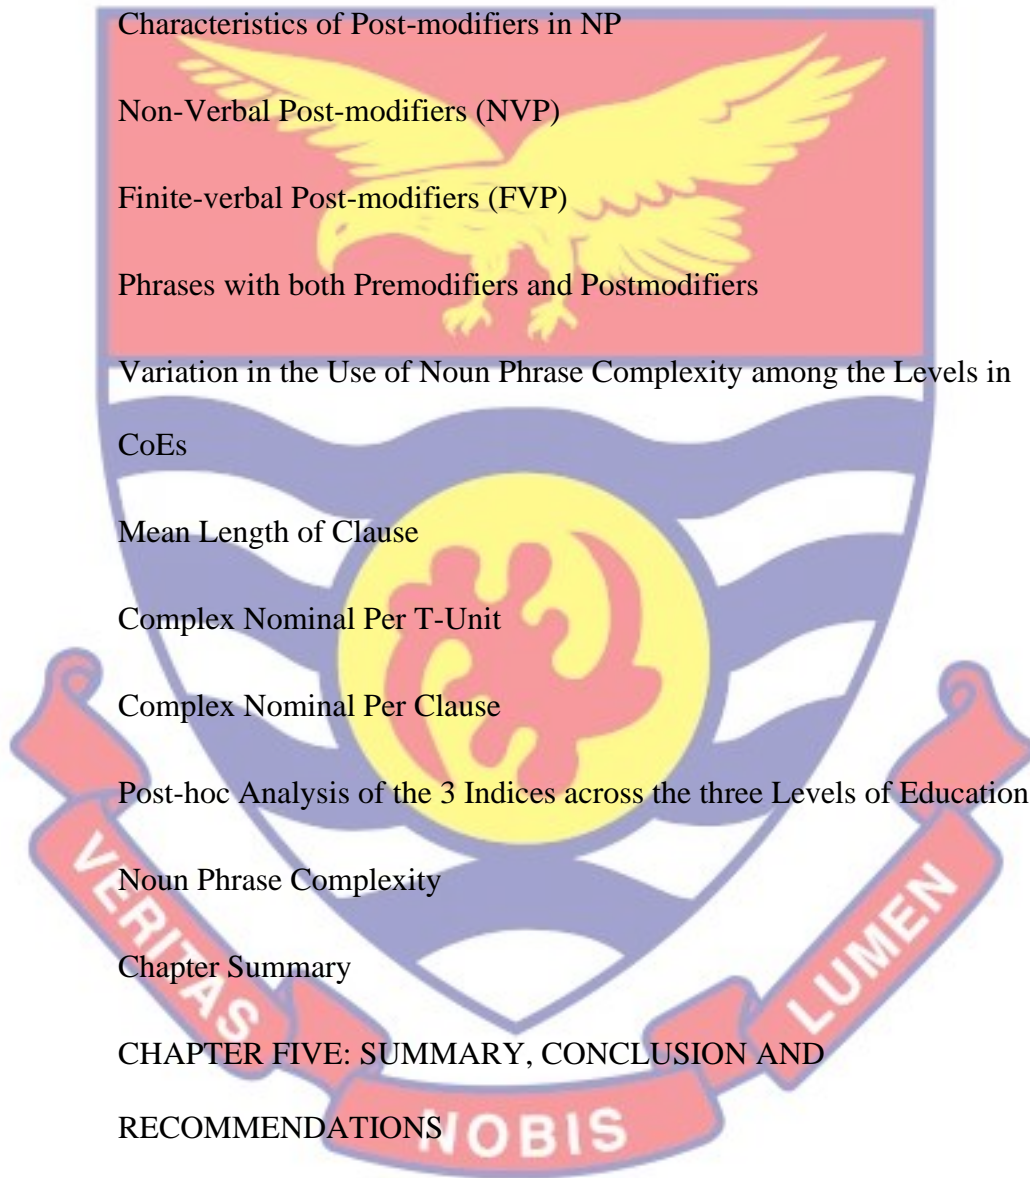 Characteristics of Post-modifiers in NP
Non-Verbal Post-modifiers (NVP)
Finite-verbal Post-modifiers (FVP)
Phrases with both Premodifiers and Postmodifiers
Variation in the Use of Noun Phrase Complexity among the Levels in
CoEs
Mean Length of Clause
Complex Nominal Per T-Unit
Complex Nominal Per Clause
Post-hoc Analysis of the 3 Indices across the three Levels of Education
Noun Phrase Complexity
Chapter Summary
CHAPTER FIVE: SUMMARY, CONCLUSION AND
RECOMMENDATIONS
VERITAS
NOBIS
LUMEN